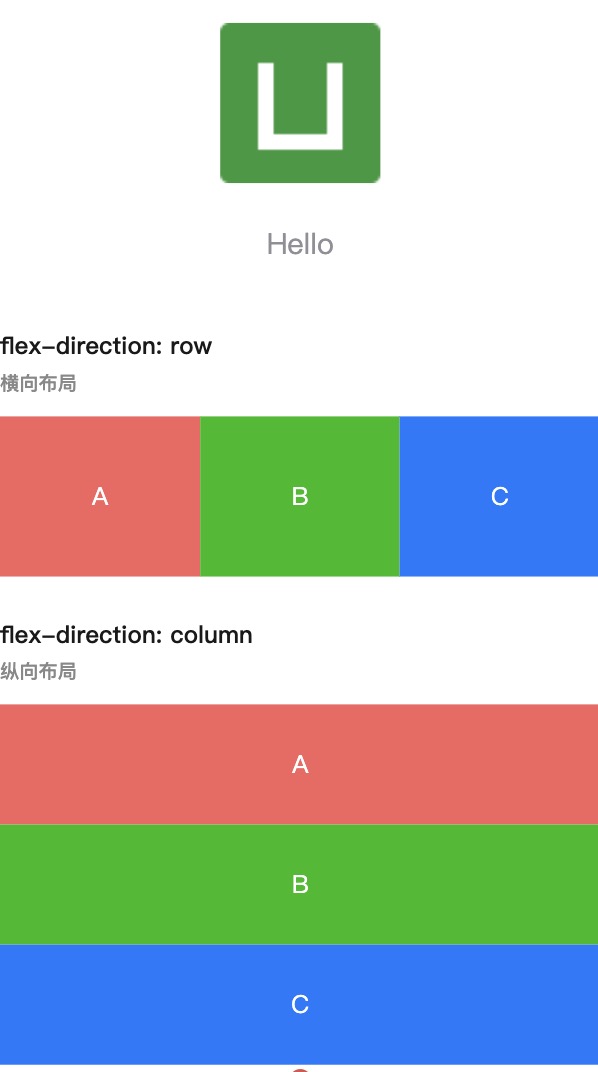 Hello
flex-direction: row
横向布局
A
B
C
flex-direction: column
纵向布局
A
B
C